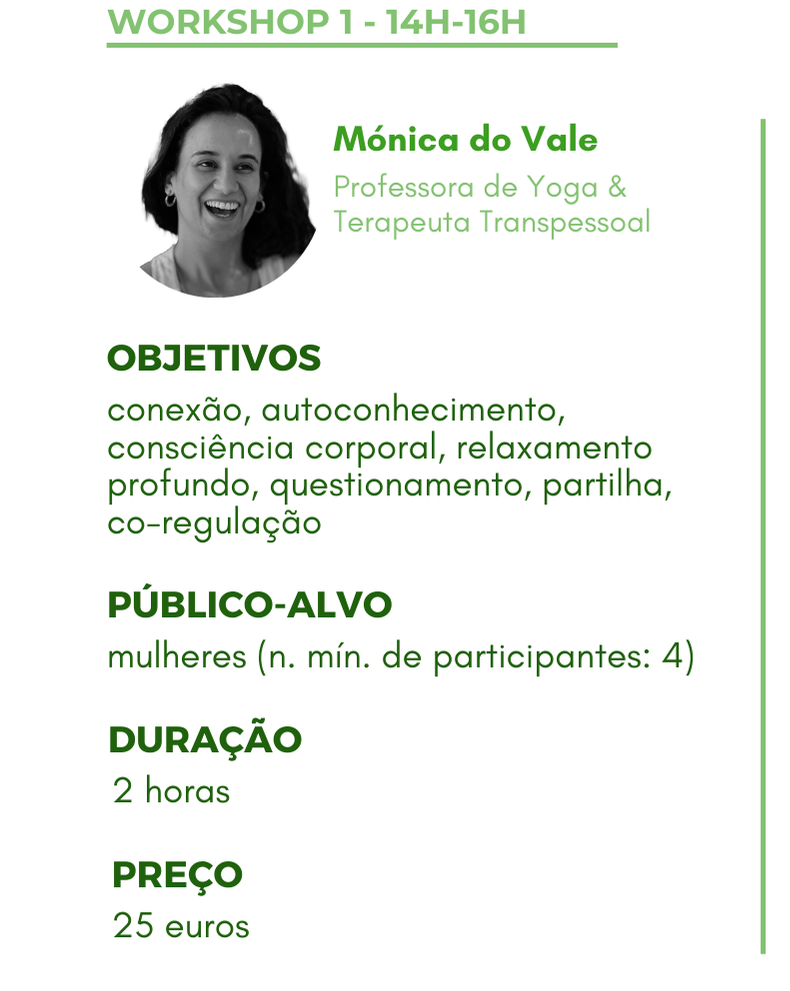 WORKSHOP 1 - 14H-16H
Mónica do Vale
Professora de Yoga &
Terapeuta Transpessoal
OBJETIVOS
conexão, autoconhecimento,
consciência corporal, relaxamento
profundo, questionamento, partilha,
co-regulação
PÚBLICO-ALVO
mulheres (n. mín. de participantes: 4)
DURAÇÃO
2 horas
PREÇO
25 euros